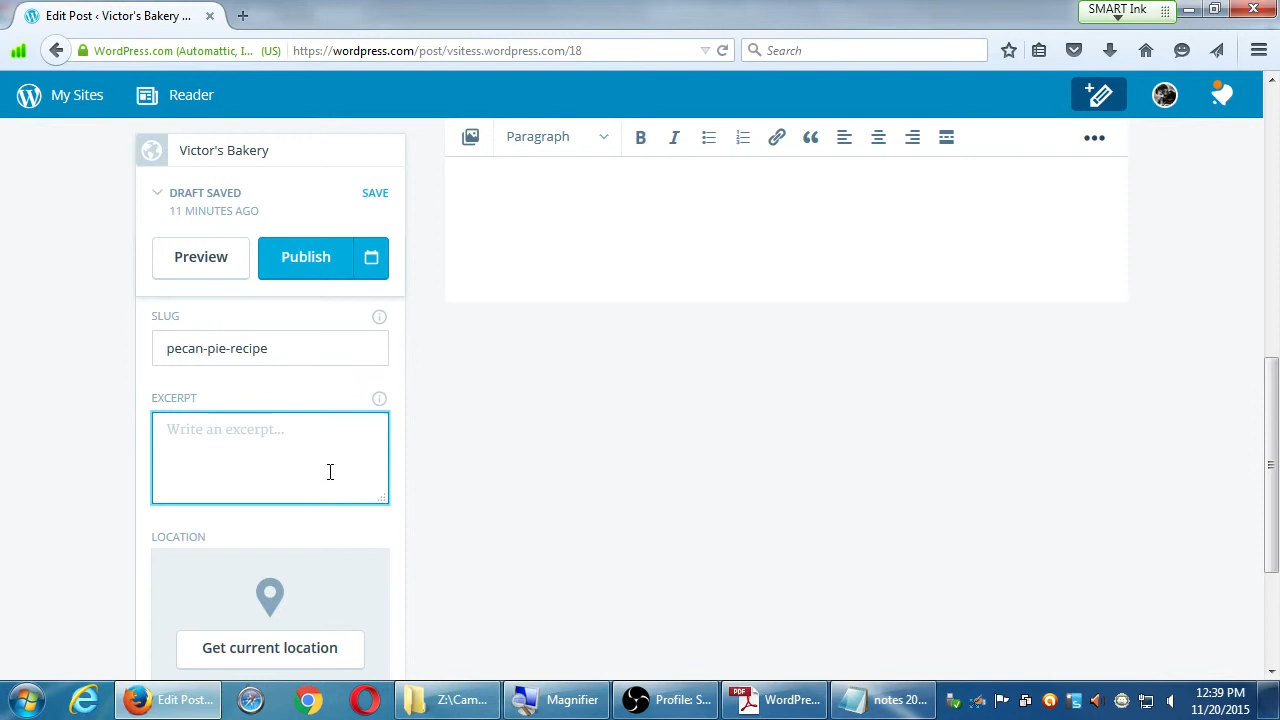 SMART Ink
Edit Post ‹ Victor's Bakery ...
WordPress.com (Automattic, I... (US)
https://wordpress.com/post/vsitess.wordpress.com/18
Search
My Sites
Reader
Victor's Bakery
Paragraph
B I
DRAFT SAVED
SAVE
11 MINUTES AGO
Preview
Publish
SLUG
pecan-pie-recipe
EXCERPT
Write an excerpt...
LOCATION
Get current location
Edit Post...
Z:\Cam...
Magnifier
Profile: S...
PDF
WordPre...
notes 20...
12:39 PM
11/20/2015